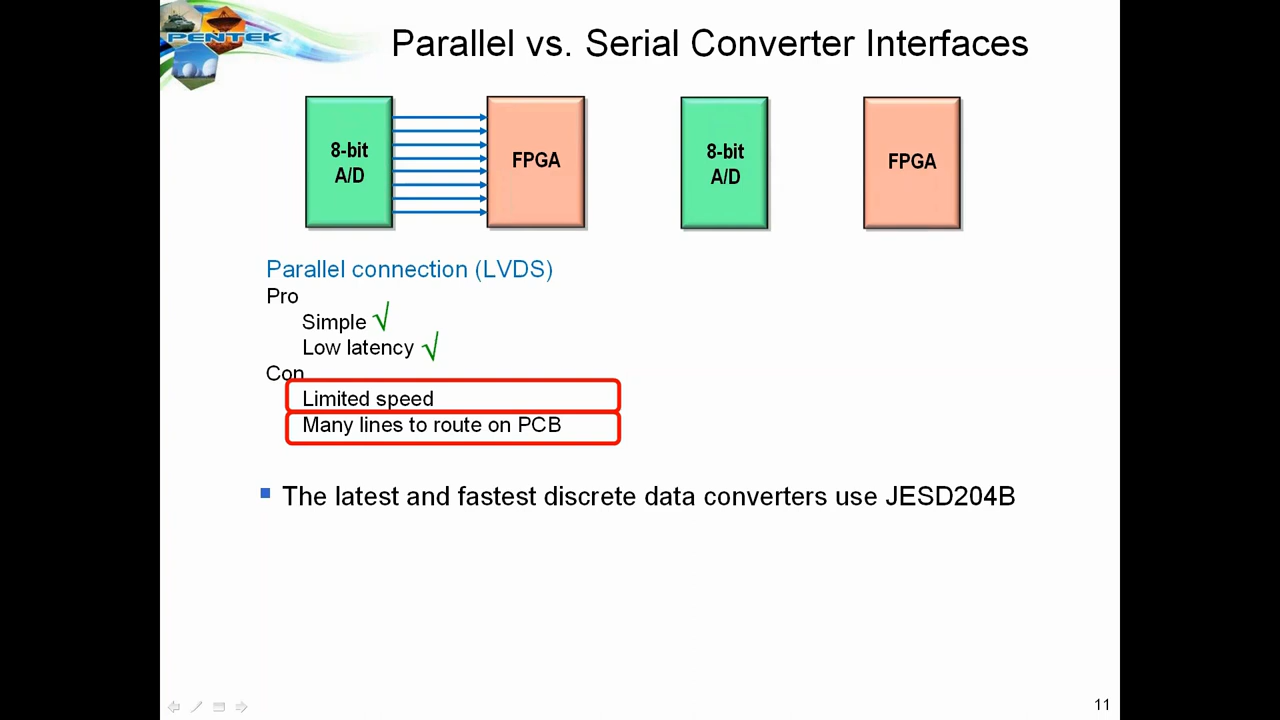 PENTEK
Parallel vs. Serial Converter Interfaces
8-bit
A/D
FPGA
8-bit
A/D
FPGA
Parallel connection (LVDS)
Pro
Simple √
Low latency √
Con
Limited speed
Many lines to route on PCB
The latest and fastest discrete data converters use JESD204B
11